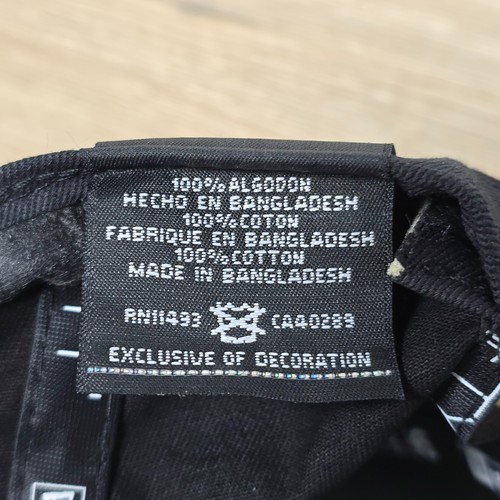 100% ALGODON
HECHO EN BANGLADESH
100% COTON
FABRIQUE EN BANGLADESH
100% COTTON
MADE IN BANGLADESH
RN11493 CA40289
EXCLUSIVE OF DECORATION